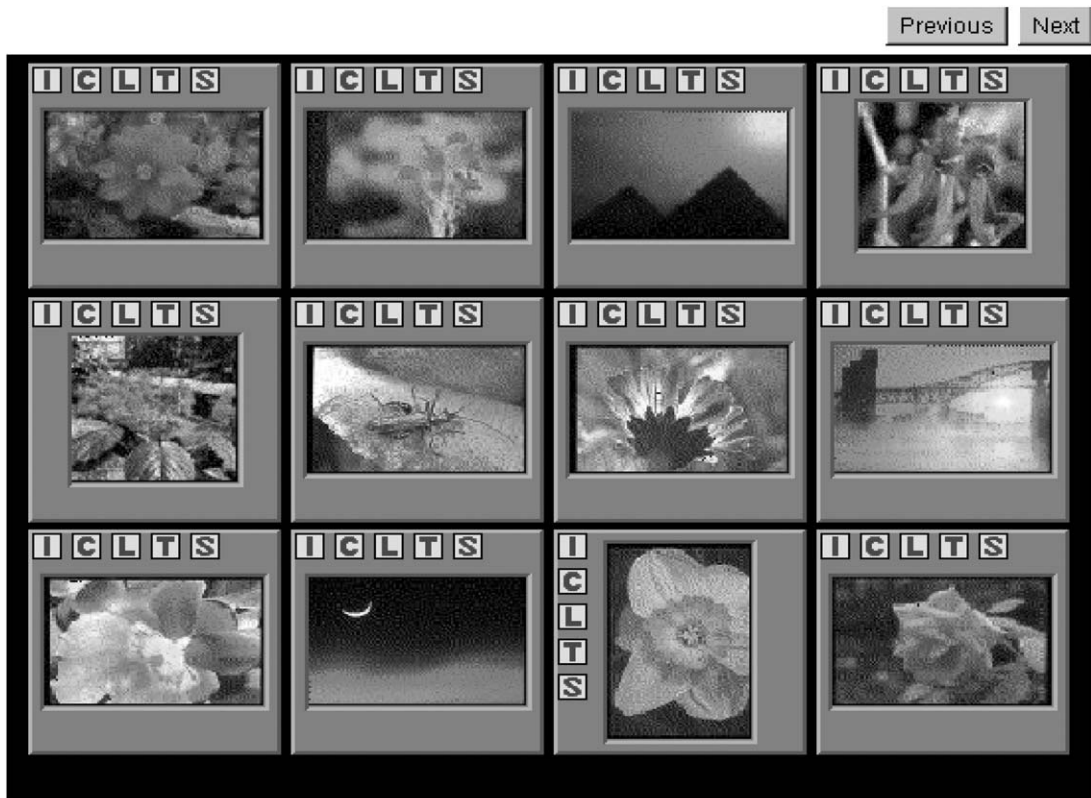 Previous Next
I C L T S I C L T S I C L T S I C L T S
I C L T S I C L T S I C L T S I C L T S
I C L T S I C L T S I I C L T S
C
L
T
S